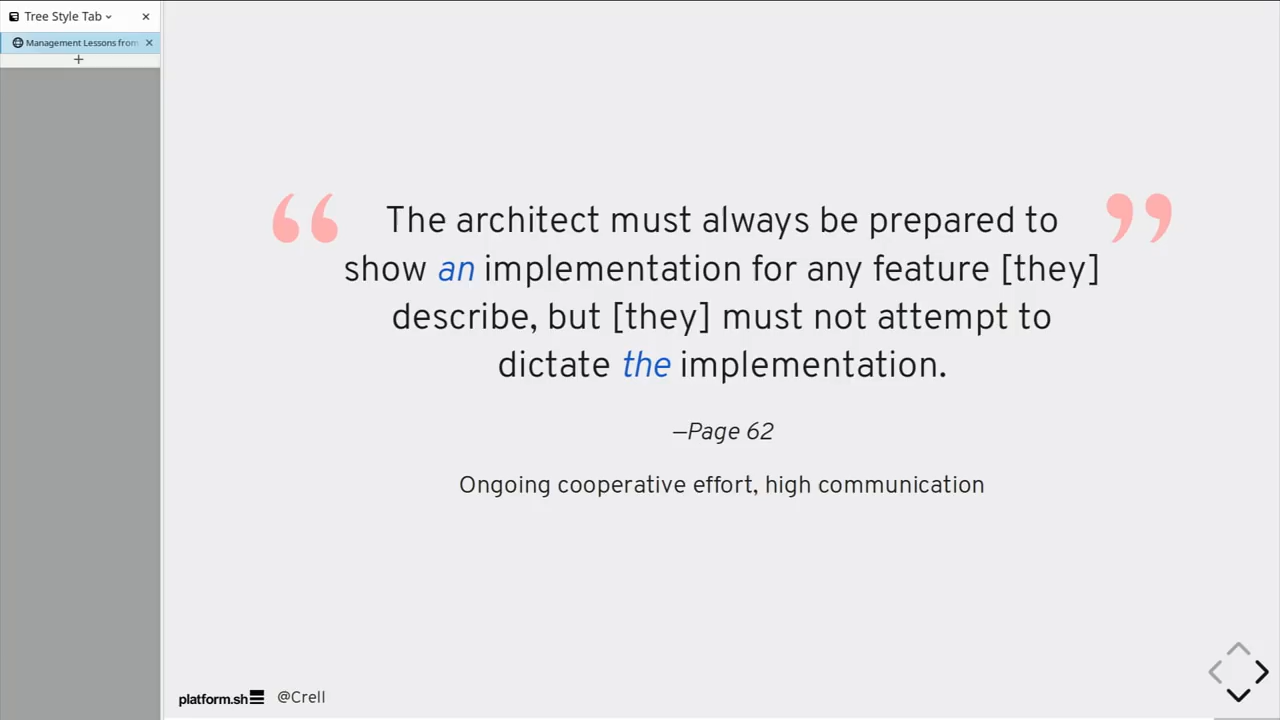 Tree Style Tab
Management Lessons from
“The architect must always be prepared to”
show an implementation for any feature [they]
describe, but [they] must not attempt to
dictate the implementation.
—Page 62
Ongoing cooperative effort, high communication
platform.sh @Crell